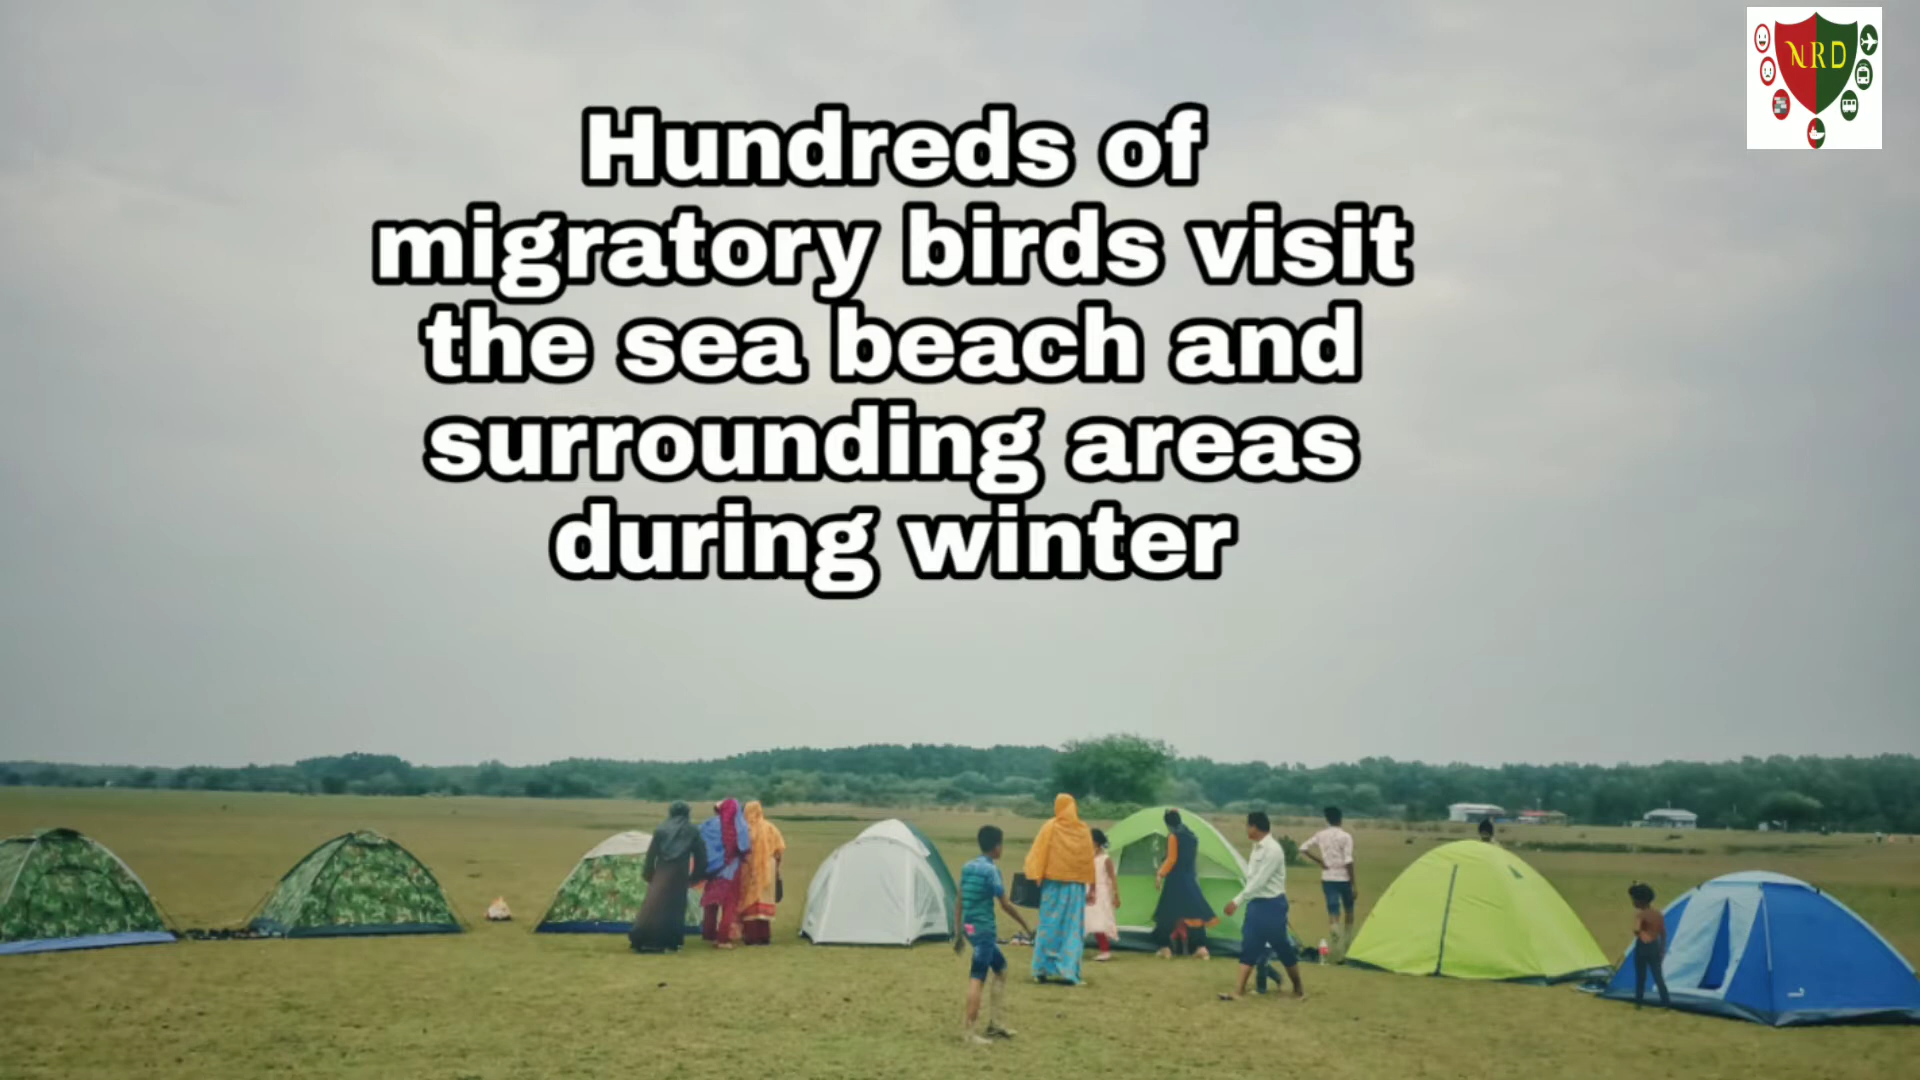 NRD
Hundreds of
migratory birds visit
the sea beach and
surrounding areas
during winter